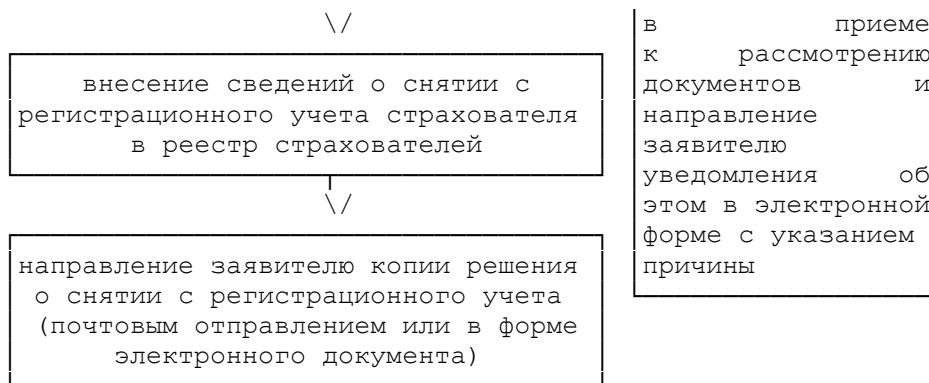 \/
внесение сведений о снятии с
регистрационного учета страхователя
в реестр страхователей
\/
направление заявителю копии решения
о снятии с регистрационного учета
(почтовым отправлением или в форме
электронного документа)
в приеме
к рассмотрению
документов и
направление
заявителю
уведомления об
этом в электронной
форме с указанием
причины